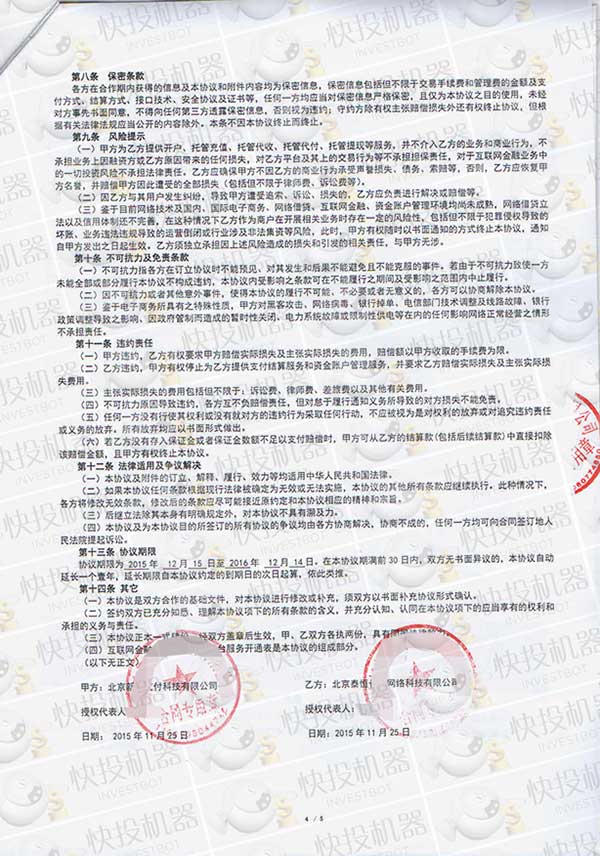 第八条 保密条款
各方在合作期内获得的信息及本协议和附件内容均为保密信息，保密信息包括但不限于交易手续费和管理费的金额及支
付方式、结算方式、接口技术、安全协议及证书等，任何一方均应当对保密信息严格保密，且仅为本协议之目的使用，未经
对方事先书面同意，不得向任何第三方透露保密信息，否则视为违约；守约方除有权主张赔偿损失外还有权终止协议，但根
据有关法律法规应当公开的内容除外，本条不因本协议终止而终止。
第九条 风险提示
（一）甲方为乙方提供开户、托管充值、托管代收、托管代付、托管提现等服务，并不介入乙方的业务和商业行为，不
承担业务上因融资方或乙方原因带来的任何损失，对乙方平台及其上的交易行为等不承担担保责任，对于互联网金融业务中
的一切投资风险不承担法律责任。乙方应确保甲方不因乙方的商业行为承受声誉损失、债务、索赔等，否则，乙方应恢复甲
方名誉，并赔偿甲方因此遭受的全部损失（包括但不限于律师费、诉讼费等）。
（二）因乙方与其用户发生纠纷，导致甲方遭受追索、诉讼、损失的，乙方应负责进行解决或赔偿等。
（三）鉴于目前网络技术及国内、国际电子商务、网络借贷、互联网金融、资金账户管理环境均尚未成熟，网络借贷立
法以及信用体制还不完善，在这种情况下乙方作为商户在开展相关业务时存在一定的风险性，包括但不限于犯罪侵权导致的
坏账、业务违法违规导致的运营倒闭或行业涉及非法集资等风险，此时，甲方有权随时以书面通知的方式终止本协议，通知
自甲方发出之日起生效。乙方须独立承担因上述风险造成的损失和引发的相关责任，与甲方无涉。
第十条 不可抗力及免责条款
（一）不可抗力指各方在订立协议时不能预见、对其发生和后果不能避免且不能克服的事件。若由于不可抗力致使一方
未能全部或部分履行本协议不构成违约，本协议内受影响之条款可在不能履行之期间及受影响之范围内中止履行。
（二）因不可抗力或者其他意外事件，使得本协议的履行不可能、不必要或者无意义的，各方可以协商解除本协议。
（三）鉴于电子商务所具有之特殊性质，甲方对黑客攻击、网络病毒、银行掉单、电信部门技术调整及线路故障、银行
政策调整导致之影响、因政府管制而造成的暂时性关闭、电力系统故障或限制性供电等在内的任何影响网络正常经营之情形
不承担责任。
第十一条 违约责任
（一）甲方违约，乙方有权要求甲方赔偿实际损失及主张实际损失的费用，赔偿额以甲方收取的手续费为限。
（二）乙方违约，甲方有权停止为乙方提供支付结算服务和资金账户管理服务，并要求乙方赔偿实际损失及主张实际损
失费用。
（三）主张实际损失的费用包括但不限于：诉讼费、律师费、差旅费以及其他有关费用。
（四）不可抗力原因导致违约，各方互不负赔偿责任，但对怠于履行通知义务所导致的对方的损失不能免责。
（五）任何一方没有行使其权利或没有就对方的违约行为采取任何行动，不应被视为是对权利的放弃或对追究违约责任
或义务的放弃。所有放弃均应以书面形式做出。
（六）若乙方没有存入保证金或者保证金数额不足以支付赔偿时，甲方可从乙方的结算款（包括后续结算款）中直接扣除
该赔偿金额，且甲方有权终止本协议。
第十二条 法律适用及争议解决
（一）本协议及附件的订立、解释、履行、效力等均适用中华人民共和国法律。
（二）如果本协议任何条款根据现行法律被确定为无效或无法实施，本协议的其他所有条款应继续执行。此种情况下，
各方将修改无效条款，修改后的条款应尽可能接近原约定和本协议相应的精神和宗旨。
（三）后继立法除其本身有明确规定外，对本协议不具有溯及力。
（四）本协议及为本协议目的所签订的所有协议的争议均由各方协商解决，协商不成的，任何一方均可向合同签订地人
民法院提起诉讼。
第十三条 协议期限
协议期限为 2015 年 12 月 15 日至 2016 年 12 月 14 日。在本协议期满前 30 日内，双方无书面异议的，本协议自动
延长一个壹年，延长期限自本协议约定的到期日的次日起算，依此类推。
第十四条 其它
（一）本协议是双方合作的基础文件，对本协议进行修改或补充，须双方以书面补充协议形式确认。
（二）签约双方已充分知悉、理解本协议项下的所有条款的含义，并充分认知、认同在本协议项下的应当享有的权利和
承担的义务与责任。
（三）本协议正本一式肆份，经双方盖章后生效，甲、乙双方各执两份，具有同等法律效力
（四）互联网金融 台服务开通表是本协议的组成部分。
（以下无正文）
甲方：北京新 支付科技有限公司
乙方：北京泰恒 网络科技有限公司
授权代表人
授权代表人：
日期： 2015 年 11 月 25 日
日期： 2015 年 11 月 25 日
合同专用章
4 / 5
快投机器
INVESTBOT